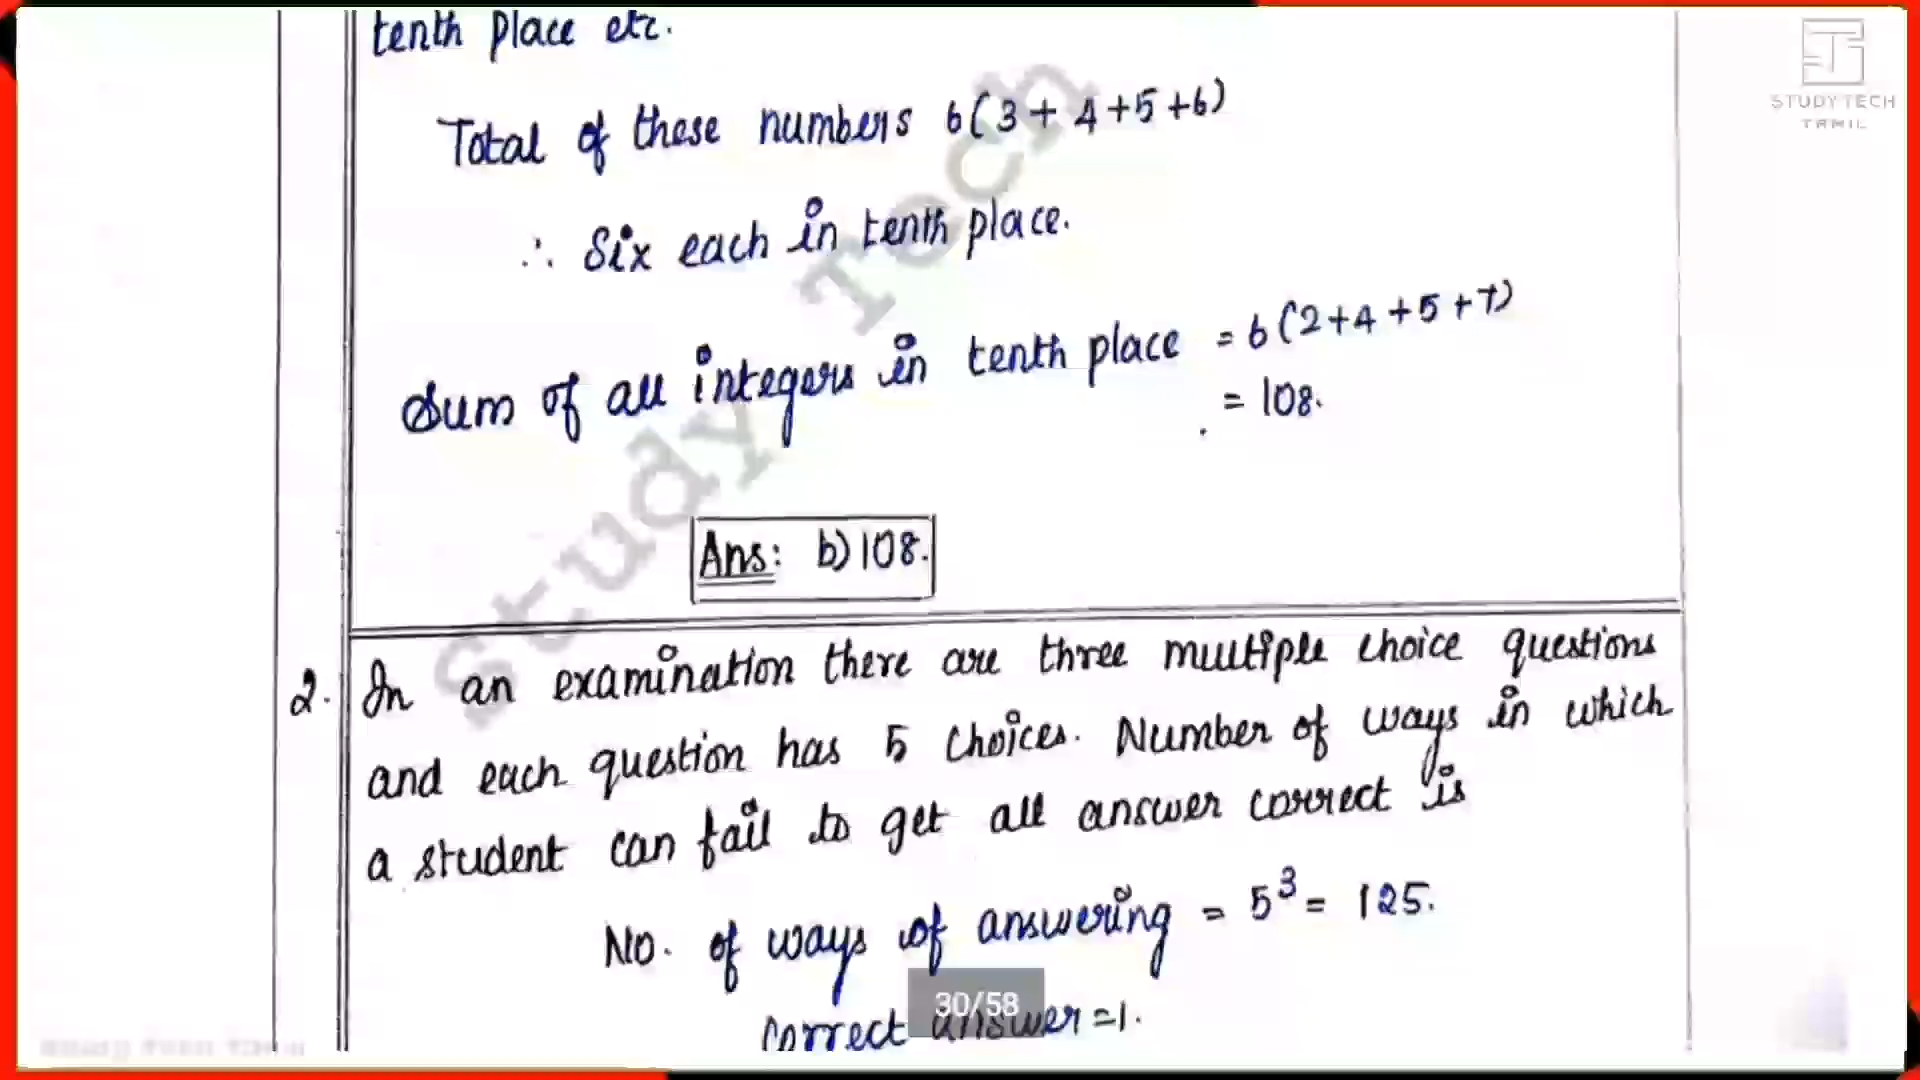 tenth place etc.
STUDYTECH
TAMIL
Total of these numbers 6(3+4+5+6)
∴ Six each in tenth place.
Sum of all integers in tenth place = 6(2+4+5+7)
= 108.
Study Tech
Ans: b) 108.
2. In an examination there are three multiple choice questions
and each question has 5 choices. Number of ways in which
a student can fail to get all answer correct is
No. of ways of answering = 5³ = 125.
30/58
correct answer = 1.